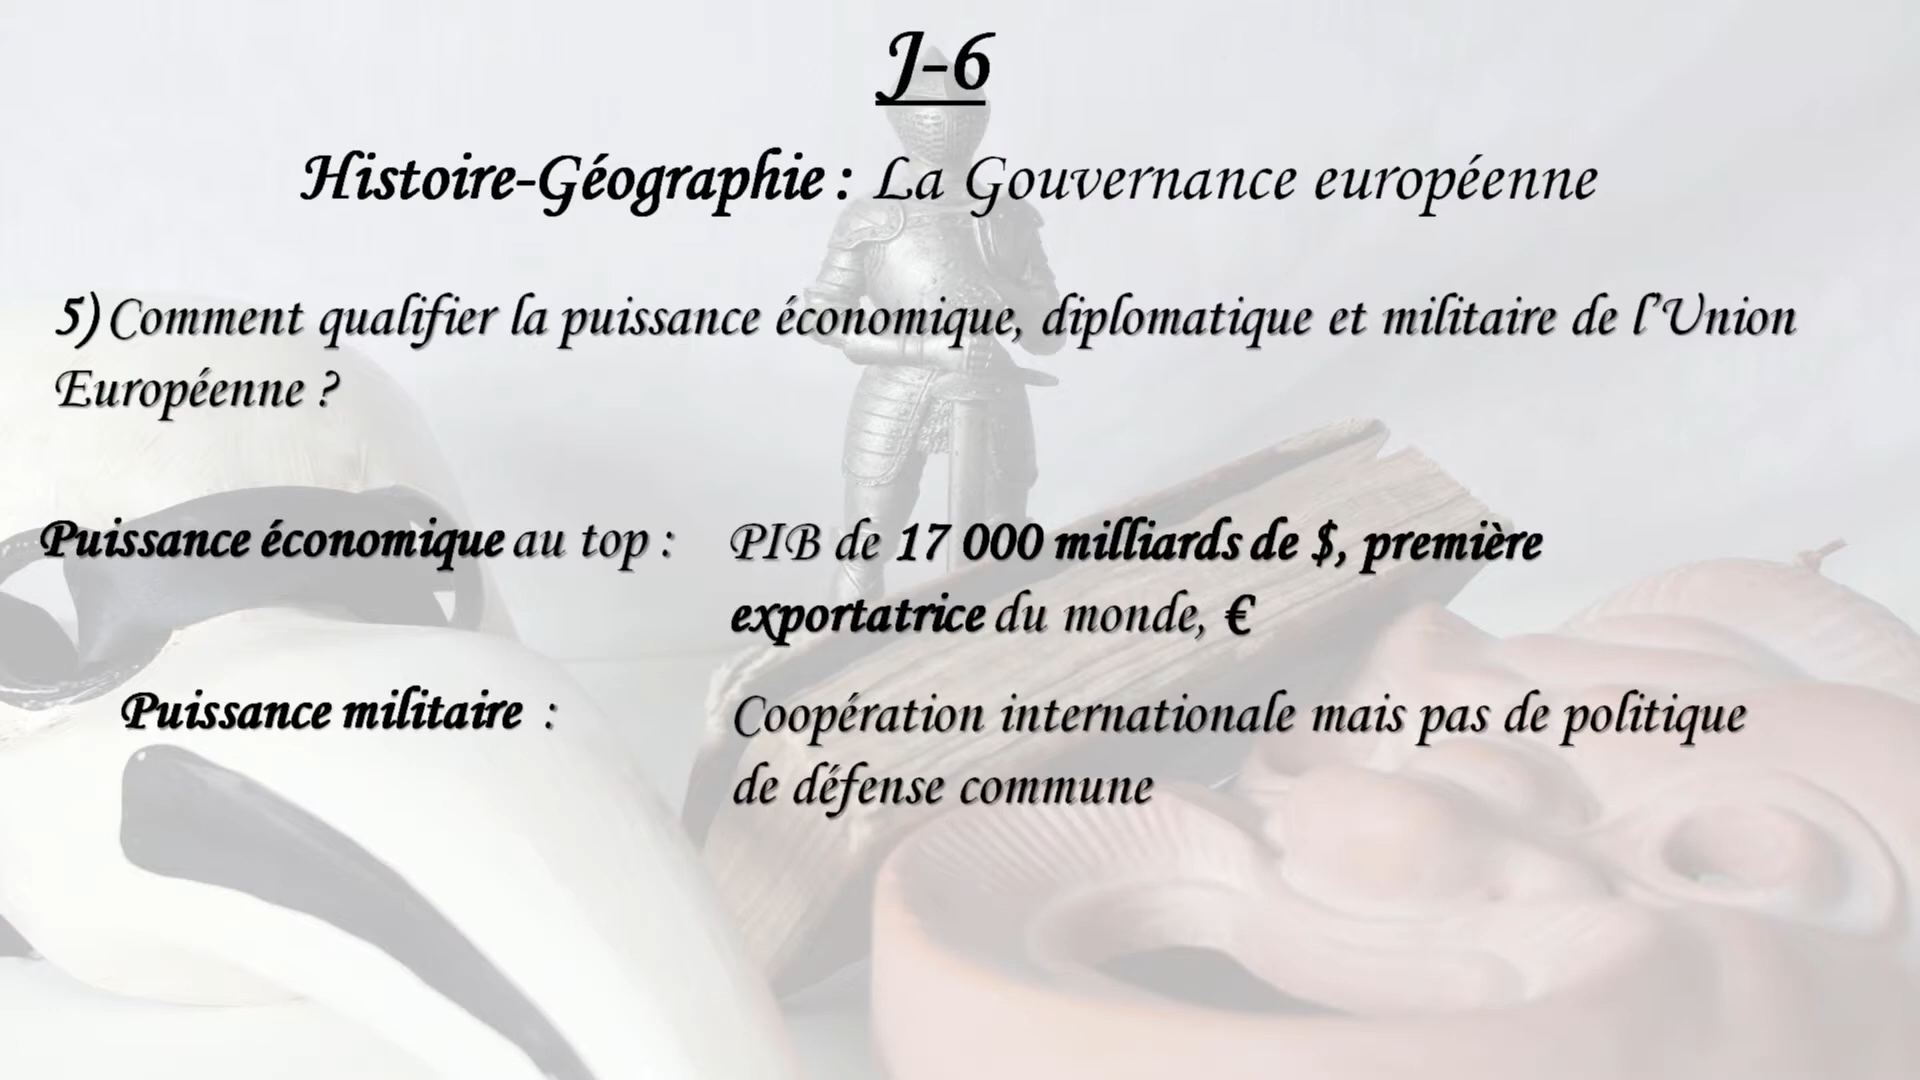 J-6
Histoire-Géographie : La Gouvernance européenne
5) Comment qualifier la puissance économique, diplomatique et militaire de l'Union
Européenne ?
Puissance économique au top : PIB de 17 000 milliards de $, première
exportatrice du monde, €
Puissance militaire : Coopération internationale mais pas de politique
de défense commune